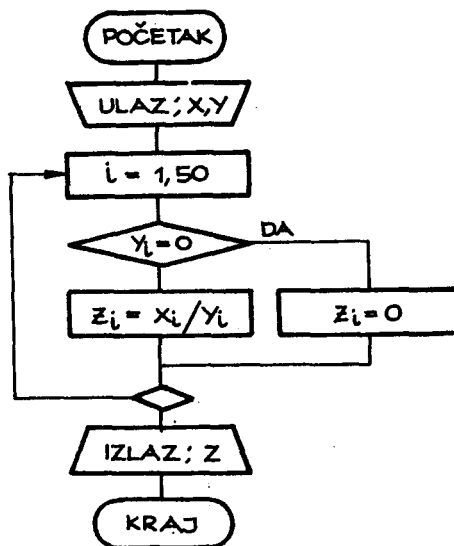 POČETAK
ULAZ; X,Y
i = 1,50
Yi = 0
DA
Zi = Xi/Yi
Zi = 0
IZLAZ; Z
KRAJ